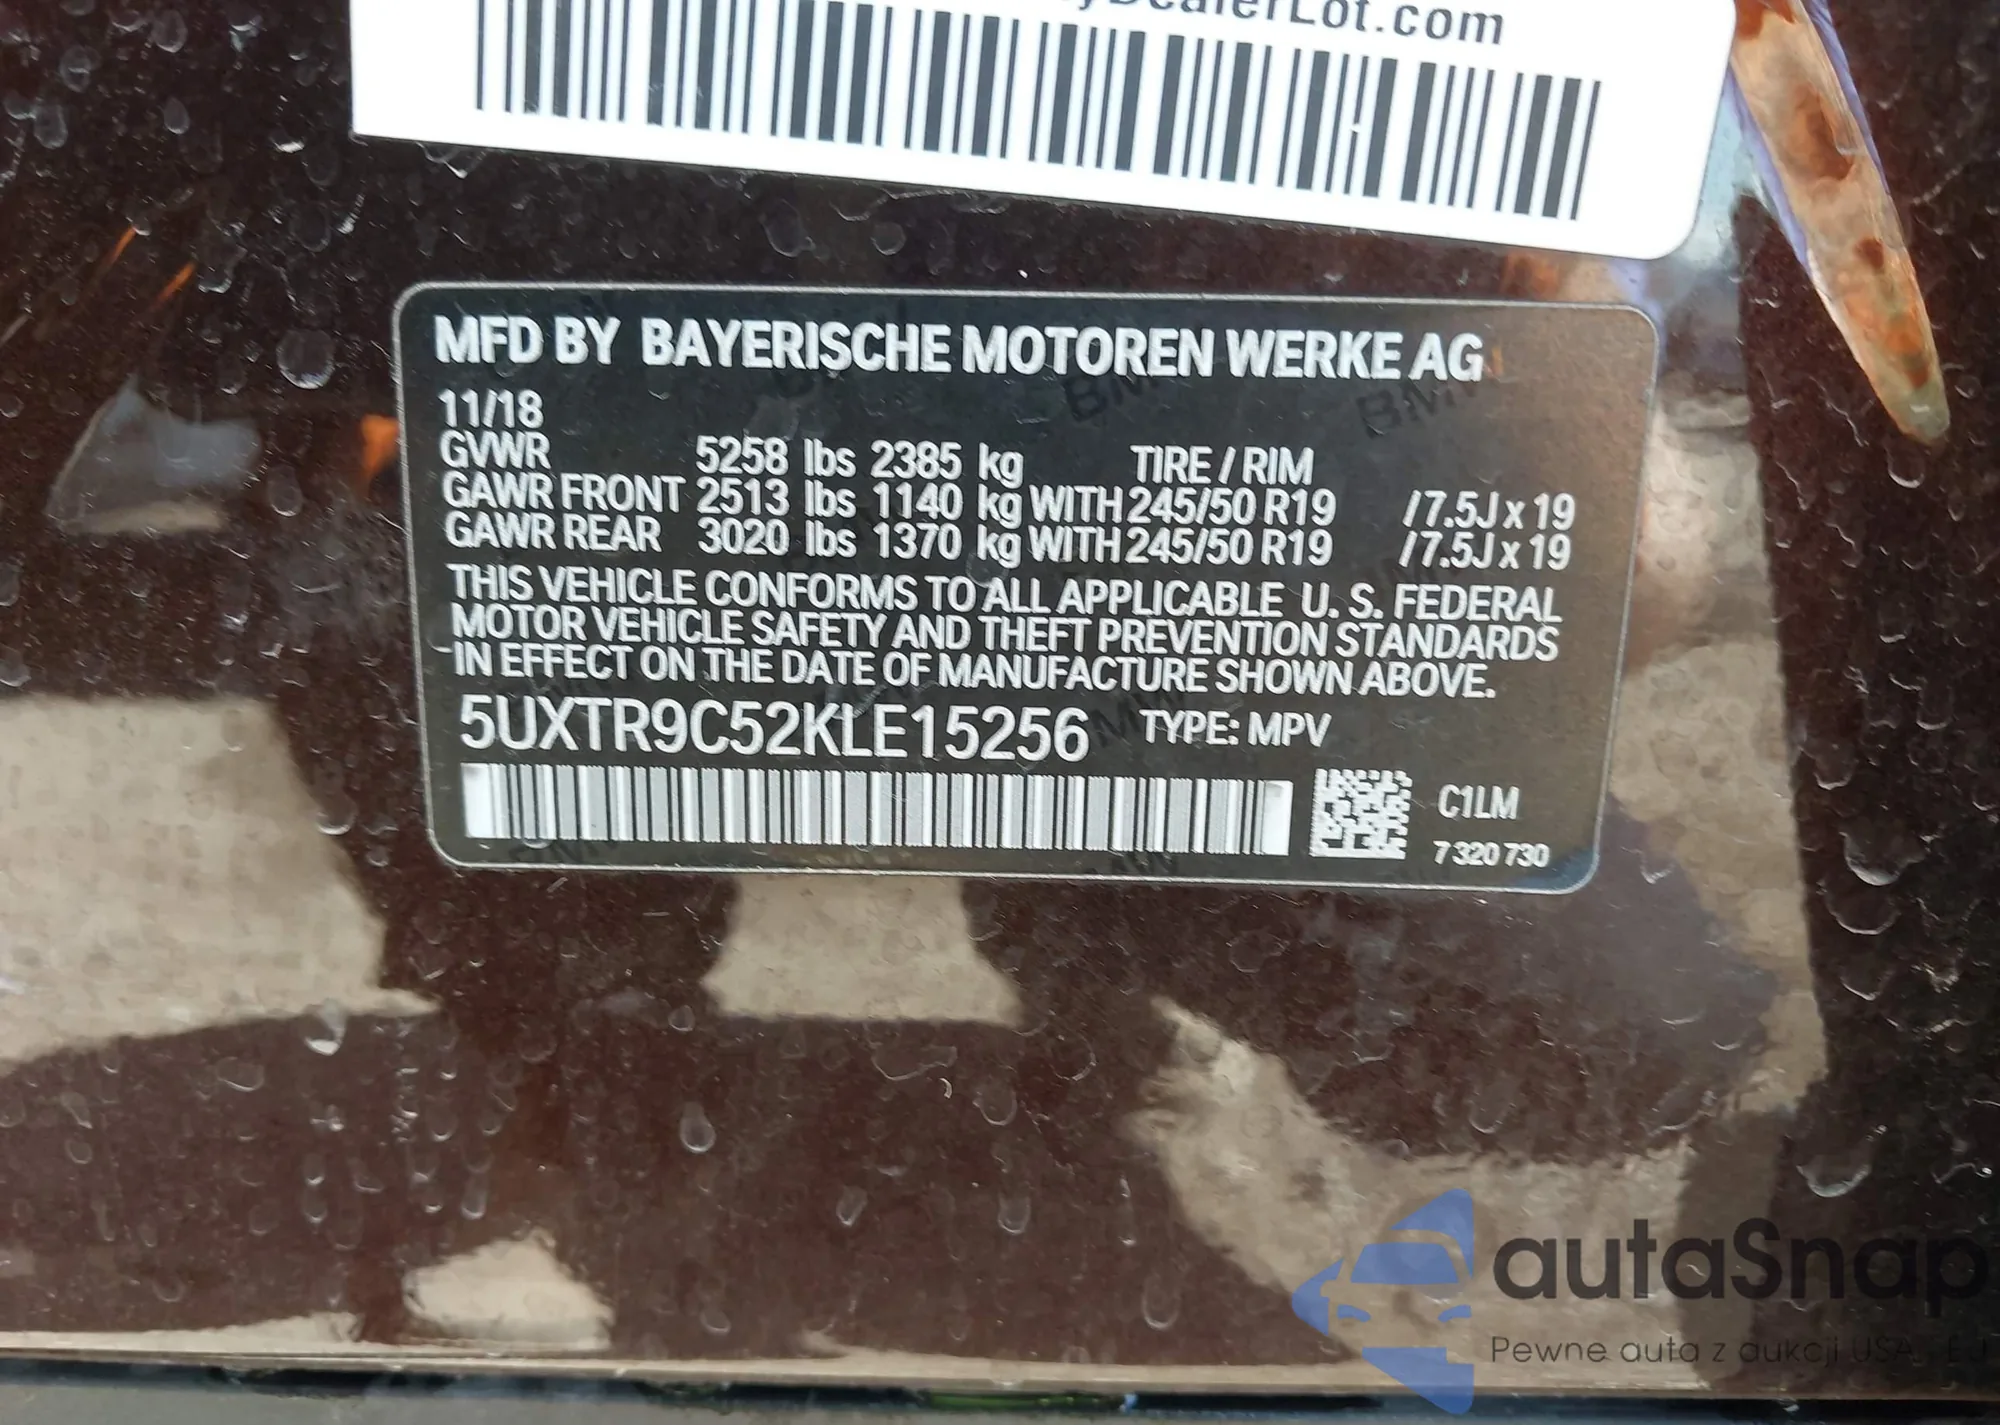 DealerLot.com
MFD BY BAYERISCHE MOTOREN WERKE AG
11/18
GVWR 5258 lbs 2385 kg TIRE / RIM
GAWR FRONT 2513 lbs 1140 kg WITH 245/50 R19 /7.5J x 19
GAWR REAR 3020 lbs 1370 kg WITH 245/50 R19 /7.5J x 19
THIS VEHICLE CONFORMS TO ALL APPLICABLE U. S. FEDERAL
MOTOR VEHICLE SAFETY AND THEFT PREVENTION STANDARDS
IN EFFECT ON THE DATE OF MANUFACTURE SHOWN ABOVE.
5UXTR9C52KLE15256 TYPE: MPV
C1LM
7 320 730
autaSnap
Pewne auta z aukcji USA